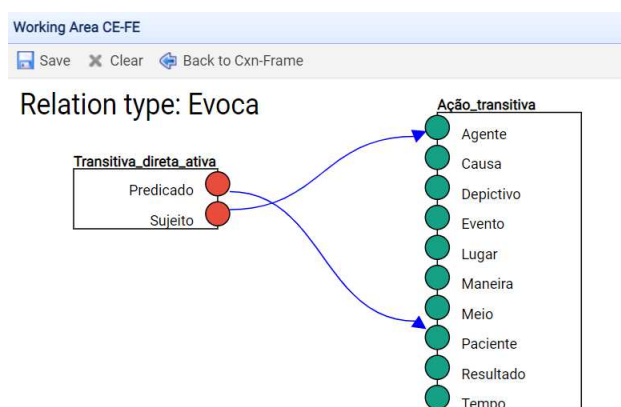 Working Area CE-FE
Save Clear Back to Cxn-Frame
Relation type: Evoca
Transitiva_direta_ativa
Predicado
Sujeito
Ação_transitiva
Agente
Causa
Depictivo
Evento
Lugar
Maneira
Meio
Paciente
Resultado
Tempo